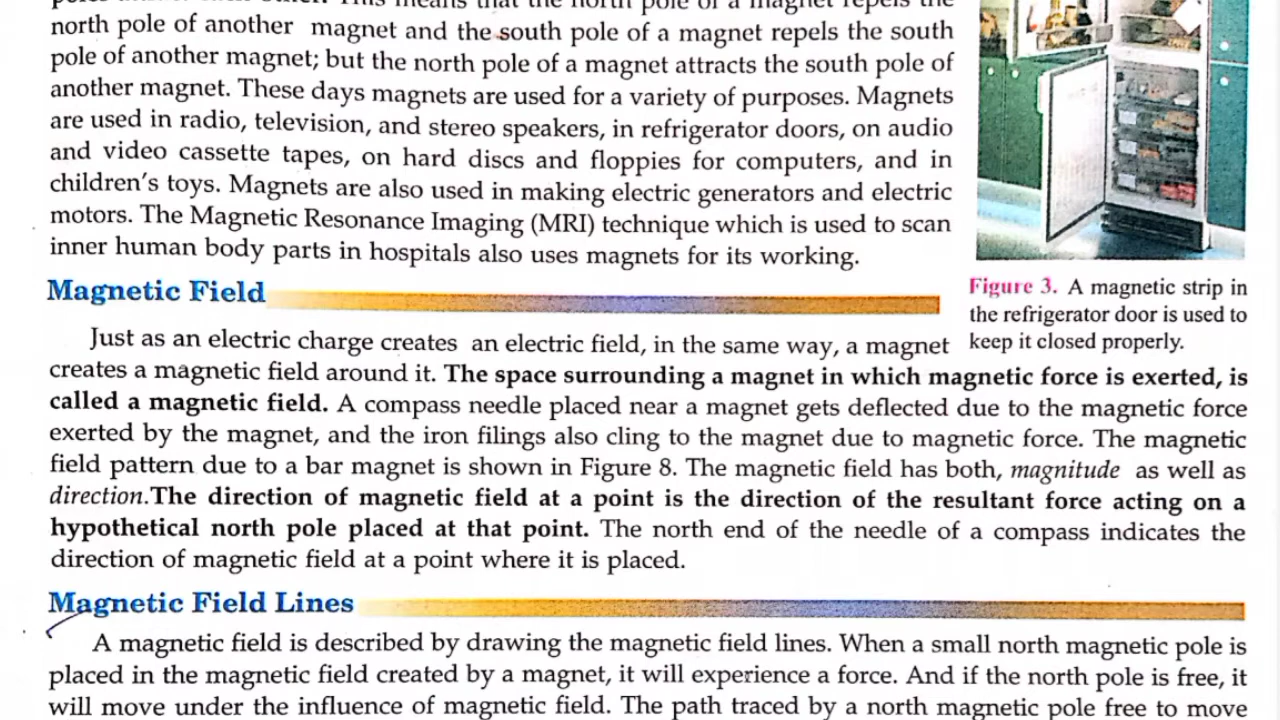 north pole of another magnet and the south pole of a magnet repels the south
pole of another magnet; but the north pole of a magnet attracts the south pole of
another magnet. These days magnets are used for a variety of purposes. Magnets
are used in radio, television, and stereo speakers, in refrigerator doors, on audio
and video cassette tapes, on hard discs and floppies for computers, and in
children's toys. Magnets are also used in making electric generators and electric
motors. The Magnetic Resonance Imaging (MRI) technique which is used to scan
inner human body parts in hospitals also uses magnets for its working.
Figure 3. A magnetic strip in
the refrigerator door is used to
keep it closed properly.
Magnetic Field
Just as an electric charge creates an electric field, in the same way, a magnet
creates a magnetic field around it. The space surrounding a magnet in which magnetic force is exerted, is
called a magnetic field. A compass needle placed near a magnet gets deflected due to the magnetic force
exerted by the magnet, and the iron filings also cling to the magnet due to magnetic force. The magnetic
field pattern due to a bar magnet is shown in Figure 8. The magnetic field has both, magnitude as well as
direction.The direction of magnetic field at a point is the direction of the resultant force acting on a
hypothetical north pole placed at that point. The north end of the needle of a compass indicates the
direction of magnetic field at a point where it is placed.
Magnetic Field Lines
A magnetic field is described by drawing the magnetic field lines. When a small north magnetic pole is
placed in the magnetic field created by a magnet, it will experience a force. And if the north pole is free, it
will move under the influence of magnetic field. The path traced by a north magnetic pole free to move